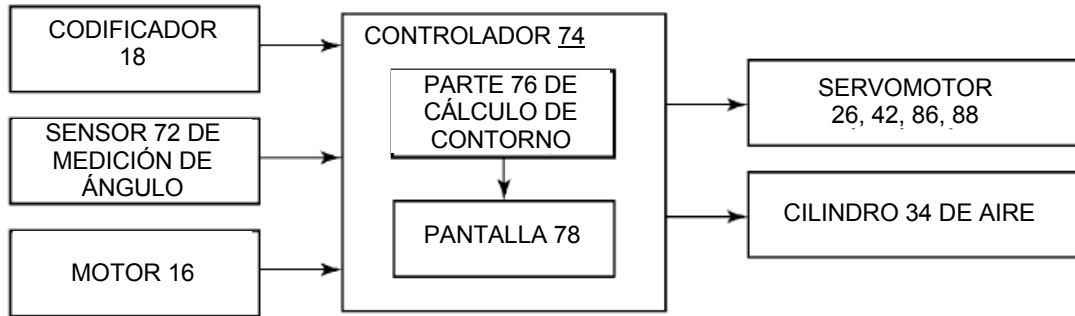 CODIFICADOR
18
SENSOR 72 DE
MEDICIÓN DE
ÁNGULO
MOTOR 16
CONTROLADOR 74
PARTE 76 DE
CÁLCULO DE
CONTORNO
PANTALLA 78
SERVOMOTOR
26, 42, 86, 88
CILINDRO 34 DE AIRE